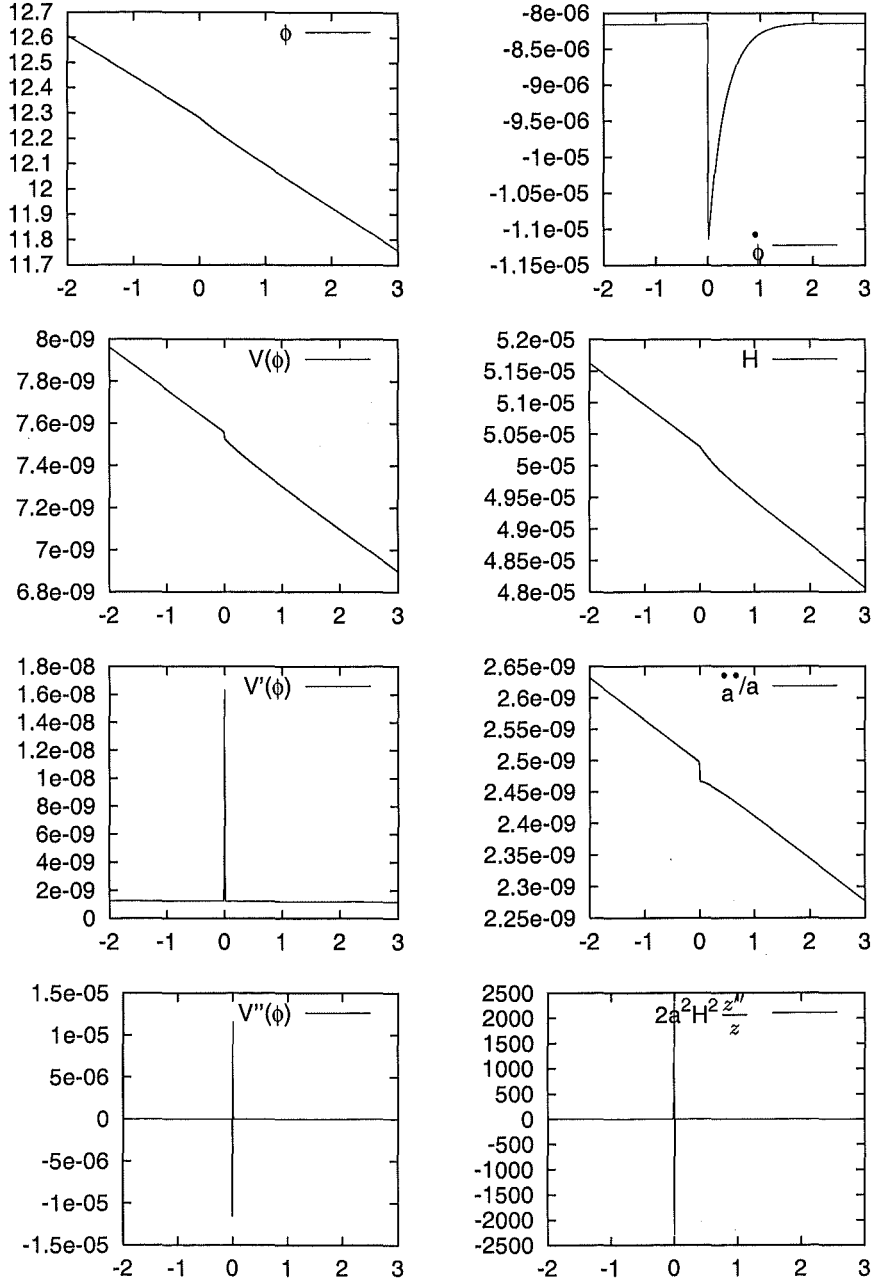 12.7
12.6
12.5
12.4
12.3
12.2
12.1
12
11.9
11.8
11.7
-2 -1 0 1 2 3
ϕ
-8e-06
-8.5e-06
-9e-06
-9.5e-06
-1e-05
-1.05e-05
-1.1e-05
-1.15e-05
-2 -1 0 1 2 3
ϕ̇
8e-09
7.8e-09
7.6e-09
7.4e-09
7.2e-09
7e-09
6.8e-09
-2 -1 0 1 2 3
V(ϕ)
5.2e-05
5.15e-05
5.1e-05
5.05e-05
5e-05
4.95e-05
4.9e-05
4.85e-05
4.8e-05
-2 -1 0 1 2 3
H
1.8e-08
1.6e-08
1.4e-08
1.2e-08
1e-08
8e-09
6e-09
4e-09
2e-09
0
-2 -1 0 1 2 3
V'(ϕ)
2.65e-09
2.6e-09
2.55e-09
2.5e-09
2.45e-09
2.4e-09
2.35e-09
2.3e-09
2.25e-09
-2 -1 0 1 2 3
ä/a
1.5e-05
1e-05
5e-06
0
-5e-06
-1e-05
-1.5e-05
-2 -1 0 1 2 3
V''(ϕ)
2500
2000
1500
1000
500
0
-500
-1000
-1500
-2000
-2500
-2 -1 0 1 2 3
2a²H² z''/z